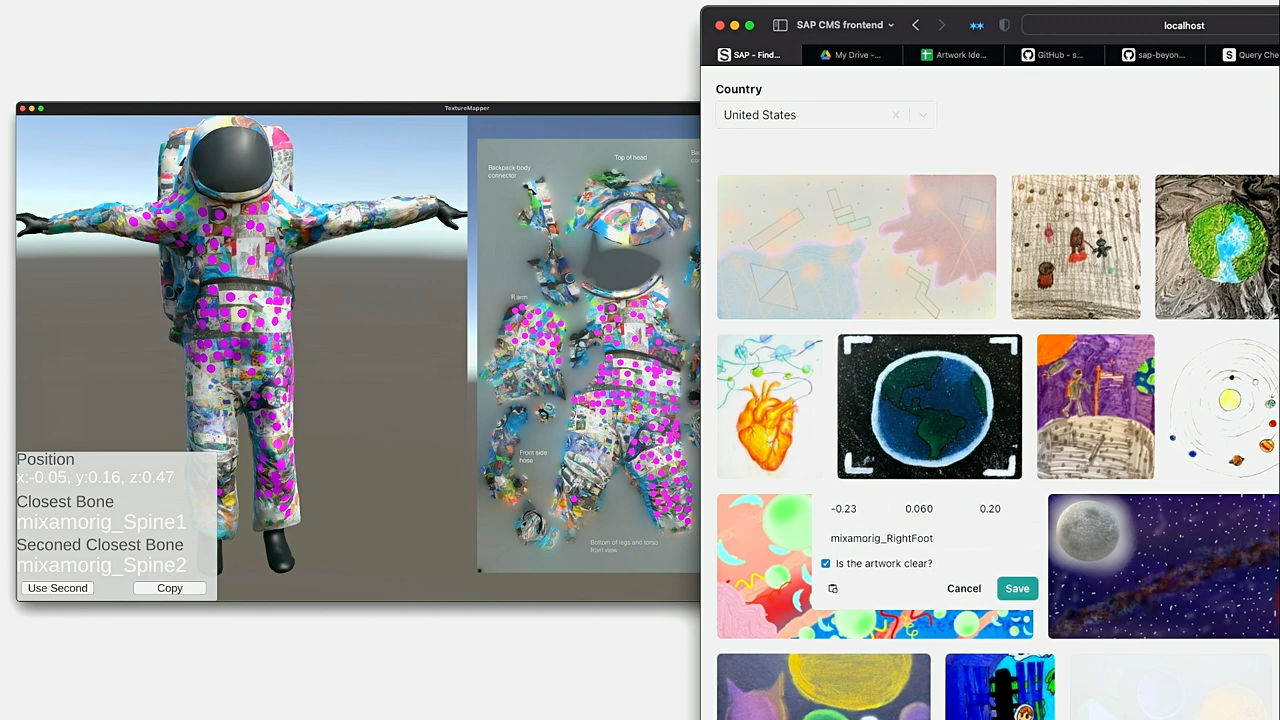 SAP CMS frontend
localhost
SAP - Find...
My Drive -...
Artwork Ide...
GitHub - s...
sap-beyon...
Query Che
Country
United States
TextureMapper
Top of head
Backpack-body
connector
R arm
Front side
hose
Bottom of legs and torso
front view
Position
x:-0.05, y:0.16, z:0.47
Closest Bone
mixamorig_Spine1
Seconed Closest Bone
mixamorig_Spine2
Use Second
Copy
-0.23
0.060
0.20
mixamorig_RightFoot
Is the artwork clear?
Cancel
Save